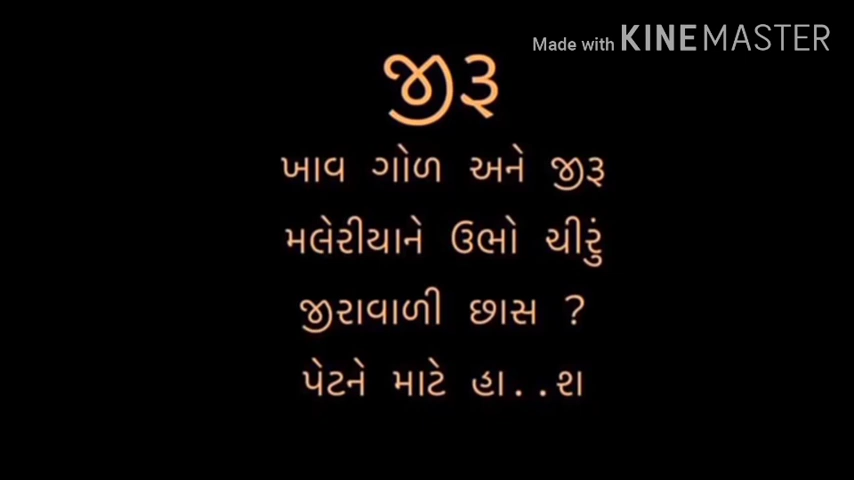 Made with KINEMASTER
જીરૂ
ખાવ ગોળ અને જીરૂ
મલેરીયાને ઉભો ચીરું
જીરાવાળી છાસ ?
પેટને માટે હા..શ